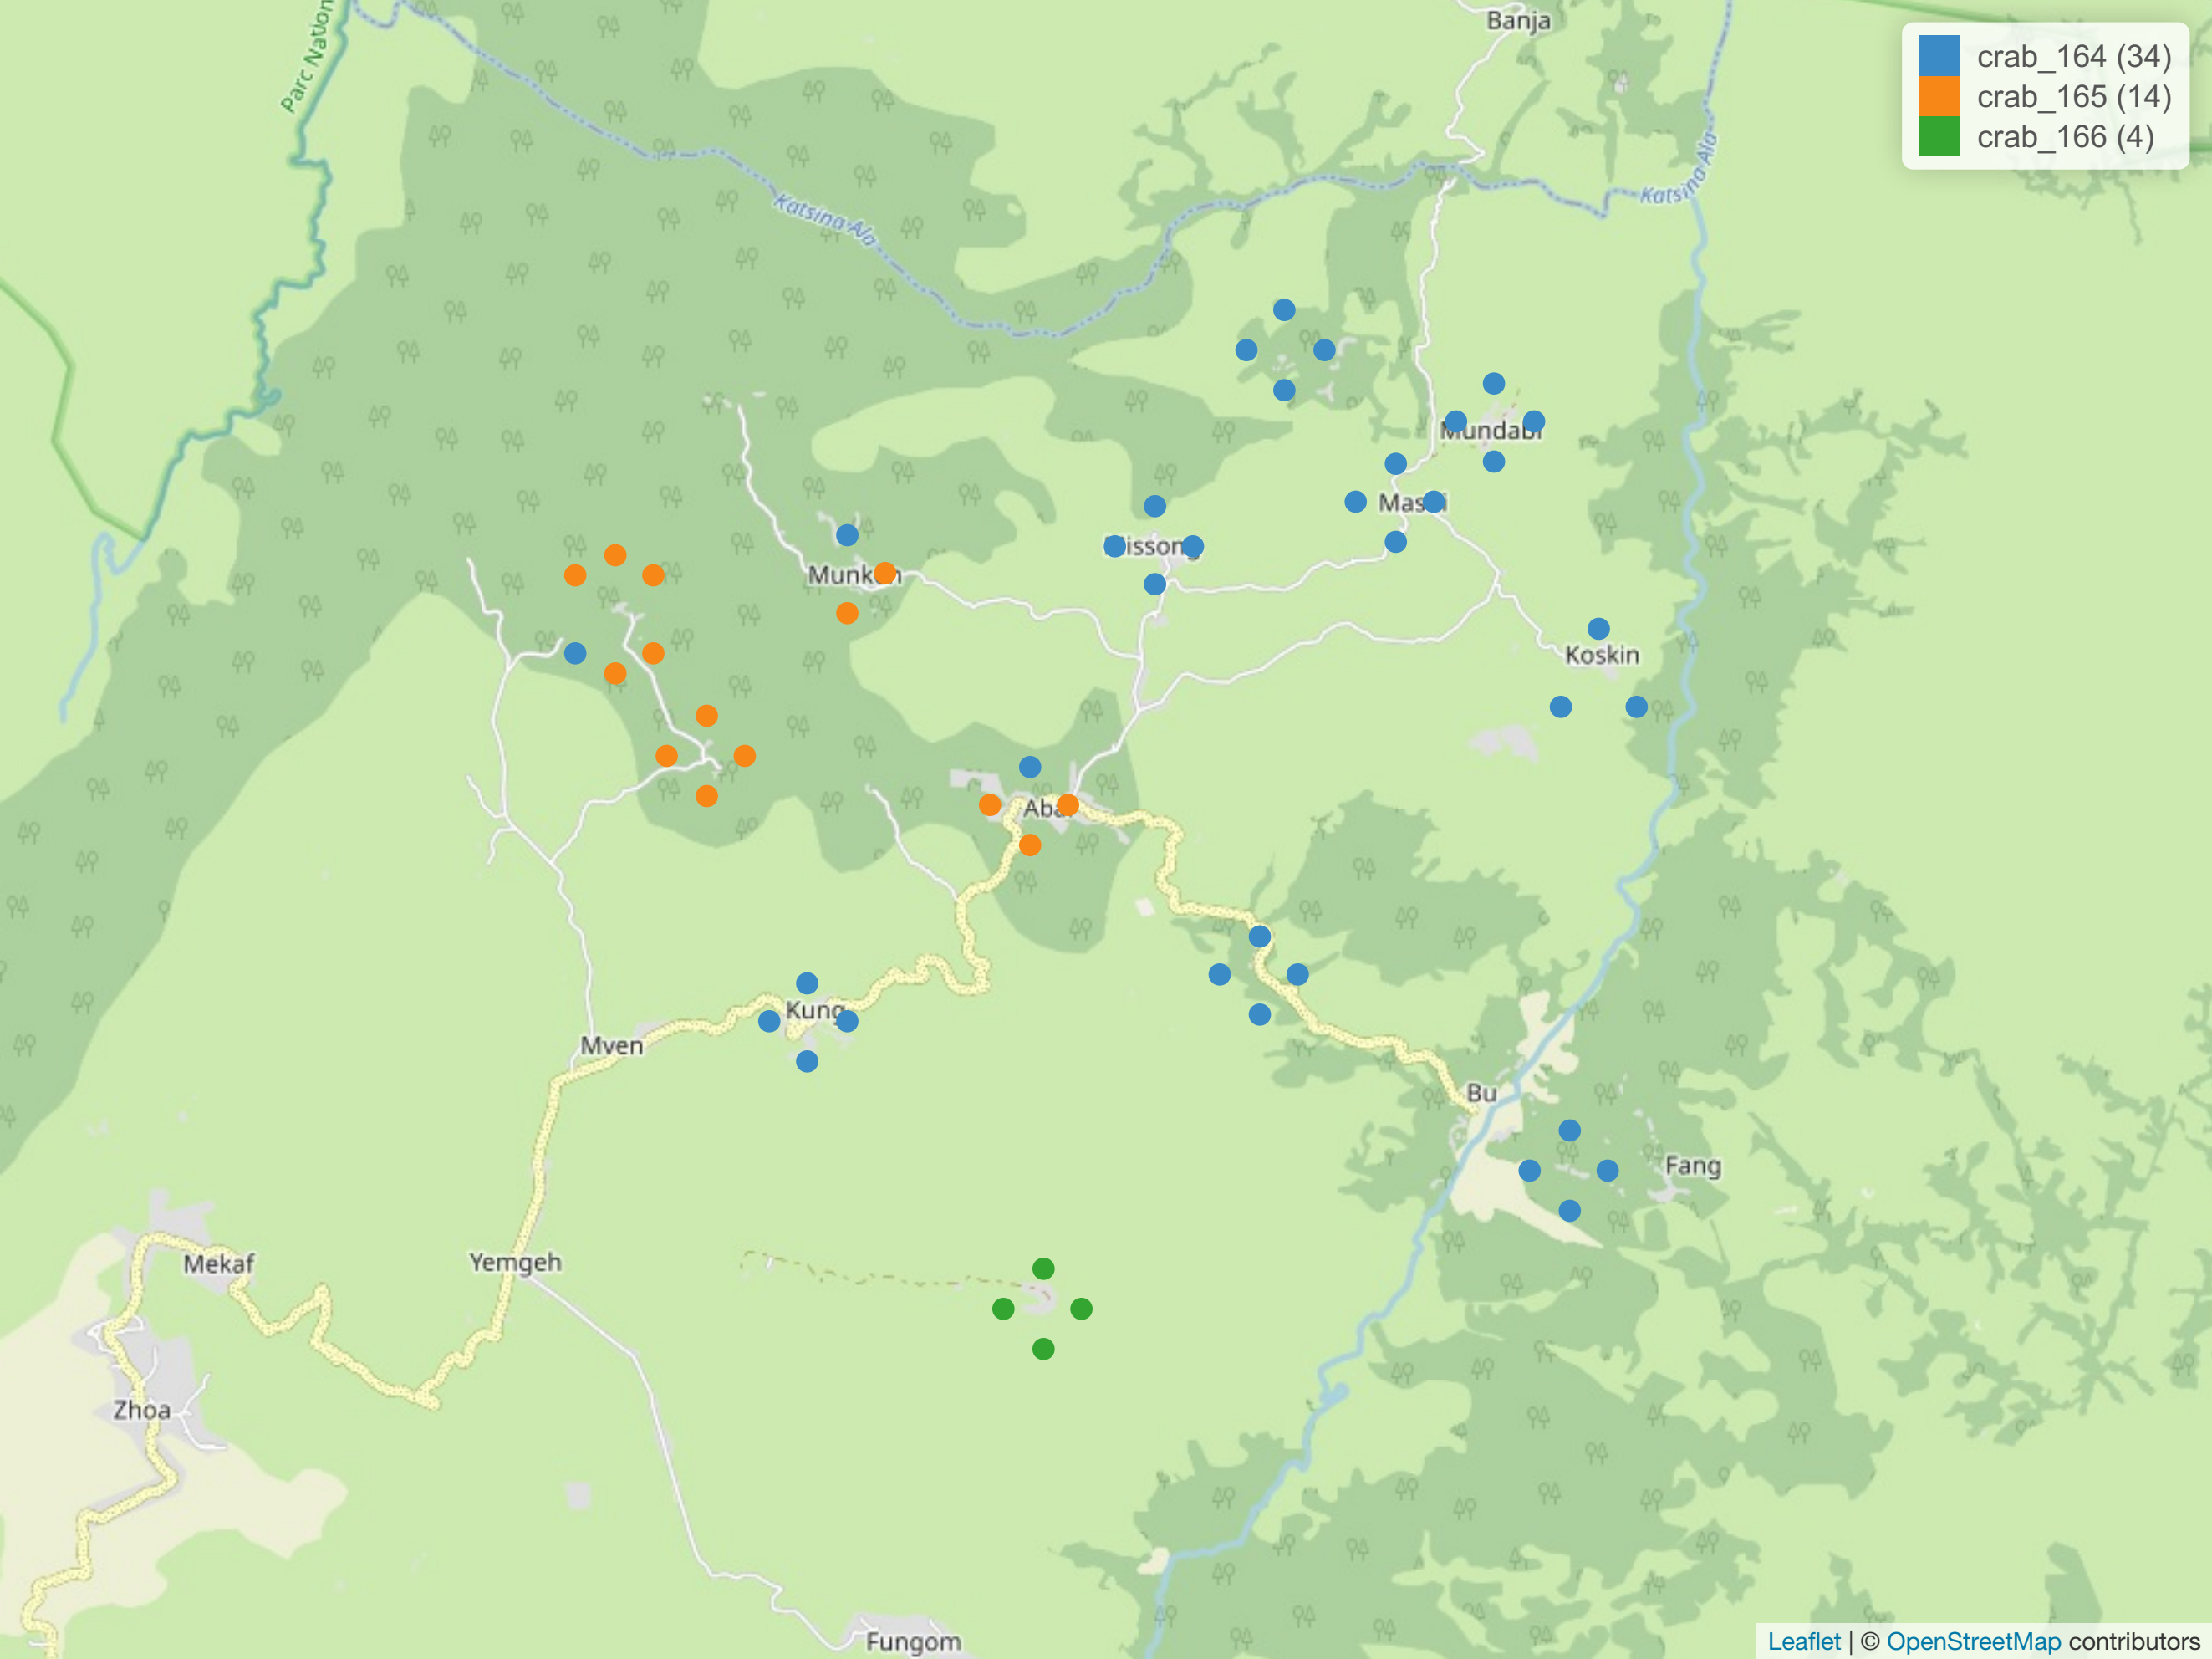 Banja
Parc Nation
crab_164 (34)
crab_165 (14)
crab_166 (4)
Katsina-Ala
Katsina Ala
Mundabi
Koskin
Kung
Mven
Bu
Fang
Mekaf
Yemgeh
Zhoa
Fungom
Leaflet | © OpenStreetMap contributors